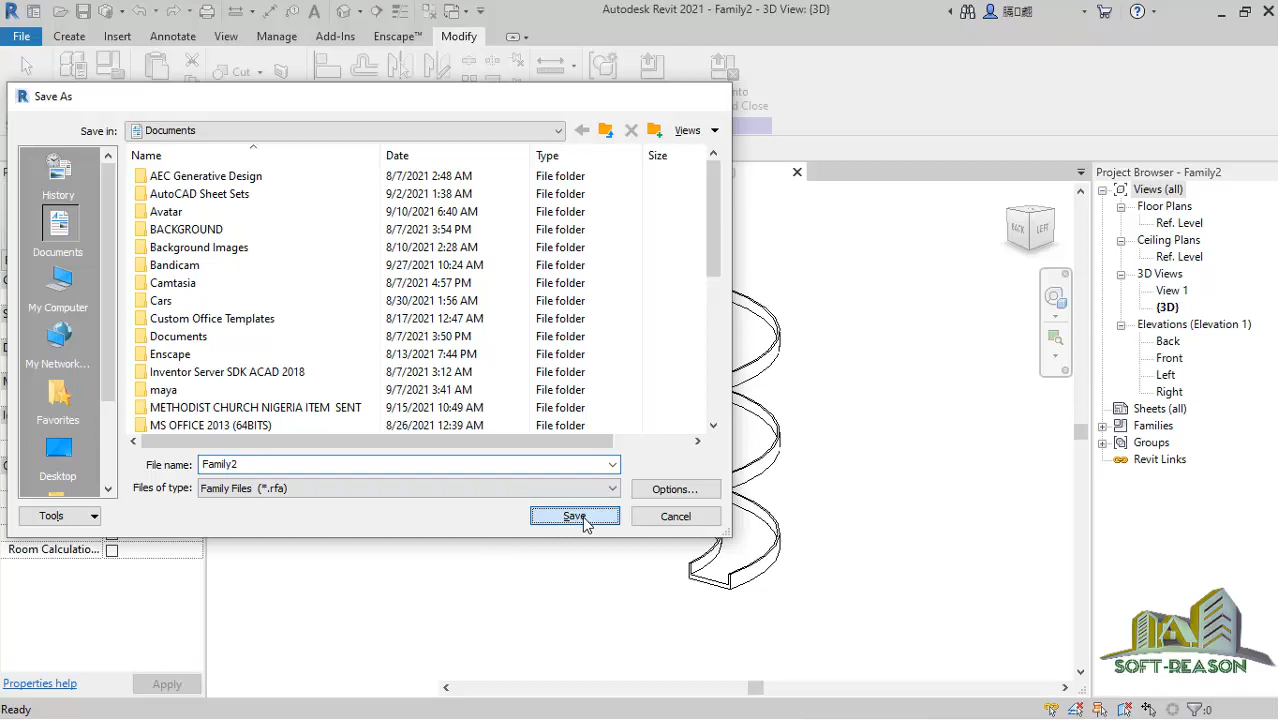 Autodesk Revit 2021 - Family2 - 3D View: {3D}
File Create Insert Annotate View Manage Add-Ins Enscape™ Modify
Cut
nto
d Close
Save As
Save in: Documents Views
Name Date Type Size
AEC Generative Design 8/7/2021 2:48 AM File folder
AutoCAD Sheet Sets 9/2/2021 1:38 AM File folder
Avatar 9/10/2021 6:40 AM File folder
BACKGROUND 8/7/2021 3:54 PM File folder
Background Images 8/10/2021 2:28 AM File folder
Bandicam 9/27/2021 10:24 AM File folder
Camtasia 8/7/2021 4:57 PM File folder
Cars 8/30/2021 1:56 AM File folder
Custom Office Templates 8/17/2021 12:47 AM File folder
Documents 8/7/2021 3:50 PM File folder
Enscape 8/13/2021 7:44 PM File folder
Inventor Server SDK ACAD 2018 8/7/2021 3:12 AM File folder
maya 9/7/2021 3:41 AM File folder
METHODIST CHURCH NIGERIA ITEM SENT 9/15/2021 10:49 AM File folder
MS OFFICE 2013 (64BITS) 8/26/2021 12:39 AM File folder
History
Documents
My Computer
My Network...
Favorites
Desktop
File name: Family2
Files of type: Family Files (*.rfa) Options...
Tools Save Cancel
Room Calculatio...
Properties help Apply
Ready
BACK LEFT
Project Browser - Family2
Views (all)
Floor Plans
Ref. Level
Ceiling Plans
Ref. Level
3D Views
View 1
{3D}
Elevations (Elevation 1)
Back
Front
Left
Right
Sheets (all)
Families
Groups
Revit Links
SOFT-REASON
:0